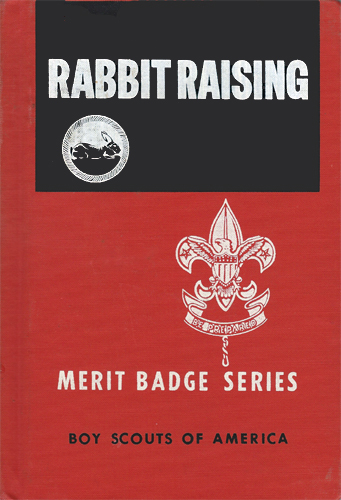 RABBIT RAISING
BE PREPARED
MERIT BADGE SERIES
BOY SCOUTS OF AMERICA